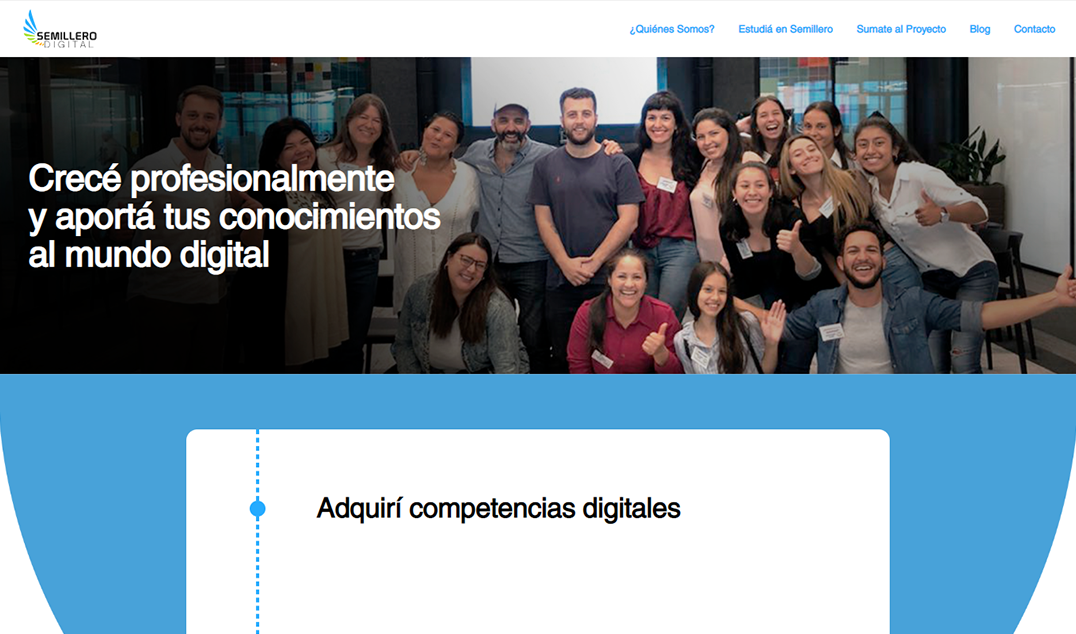 SEMILLERO
DIGITAL
¿Quiénes Somos?
Estudiá en Semillero
Sumate al Proyecto
Blog
Contacto
Crecé profesionalmente
y aportá tus conocimientos
al mundo digital
Adquirí competencias digitales